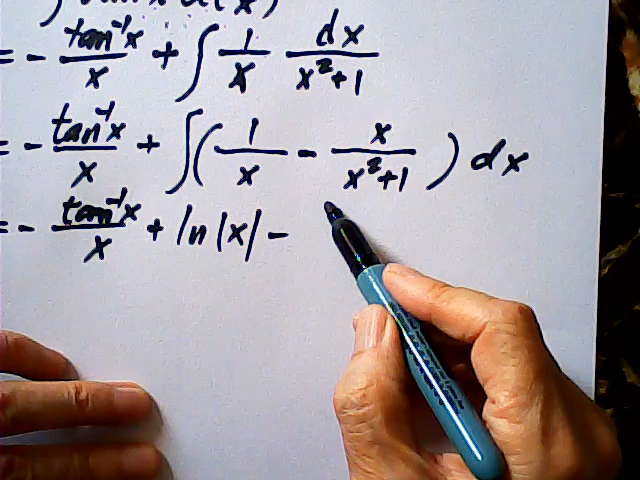 = - tan⁻¹x / x + ∫ 1/x dx / x²+1
= - tan⁻¹x / x + ∫ ( 1/x - x / x²+1 ) dx
= - tan⁻¹x / x + ln |x| -